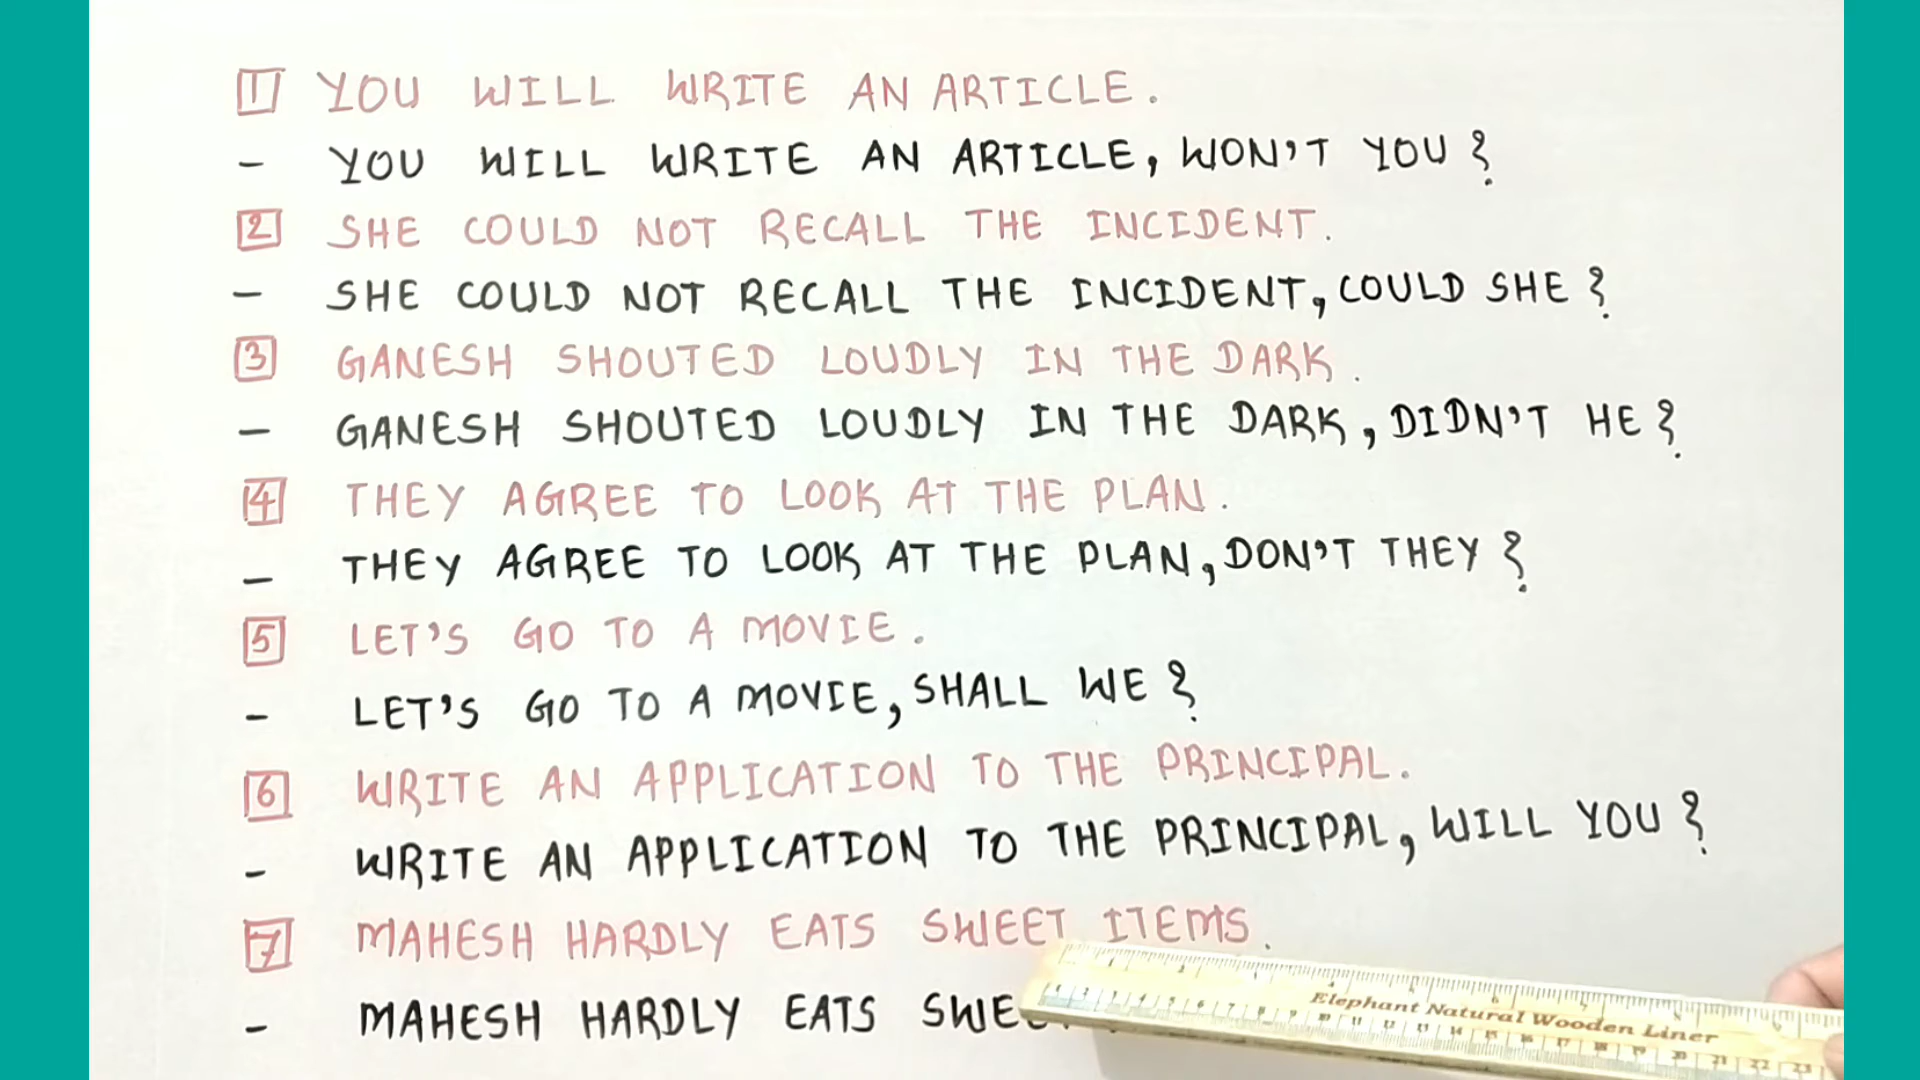 1 YOU WILL WRITE AN ARTICLE.
- YOU WILL WRITE AN ARTICLE, WON'T YOU?
2 SHE COULD NOT RECALL THE INCIDENT.
- SHE COULD NOT RECALL THE INCIDENT, COULD SHE?
3 GANESH SHOUTED LOUDLY IN THE DARK.
- GANESH SHOUTED LOUDLY IN THE DARK, DIDN'T HE?
4 THEY AGREE TO LOOK AT THE PLAN.
- THEY AGREE TO LOOK AT THE PLAN, DON'T THEY?
5 LET'S GO TO A MOVIE.
- LET'S GO TO A MOVIE, SHALL WE?
6 WRITE AN APPLICATION TO THE PRINCIPAL.
- WRITE AN APPLICATION TO THE PRINCIPAL, WILL YOU?
7 MAHESH HARDLY EATS SWEET ITEMS.
- MAHESH HARDLY EATS
Elephant Natural Wooden Liner